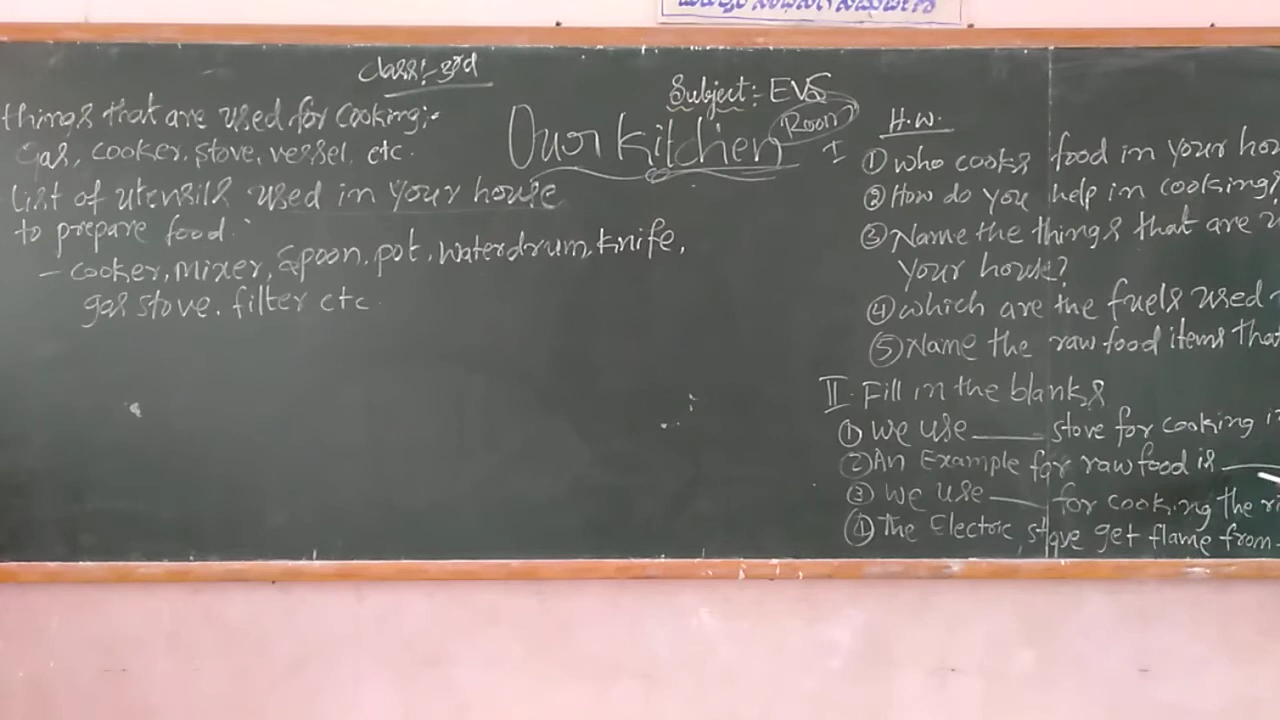 Class:- 3rd
Subject:- EVS
Our kitchen Room
things that are used for cooking:-
Gas, cooker, stove, vessel, etc.
List of utensils used in your house
to prepare food.
- cooker, mixer, spoon, pot, waterdrum, knife,
gas stove, filter etc
H.W.
I
① who cooks food in your
② How do you help in cooking
③ Name the things that are
your house?
④ which are the fuels used
⑤ Name the raw food items that
II. Fill in the blanks
① we use ____ stove for cooking
② An Example for raw food is ____
③ we use ___ for cooking the
④ the Electric stove get flame from